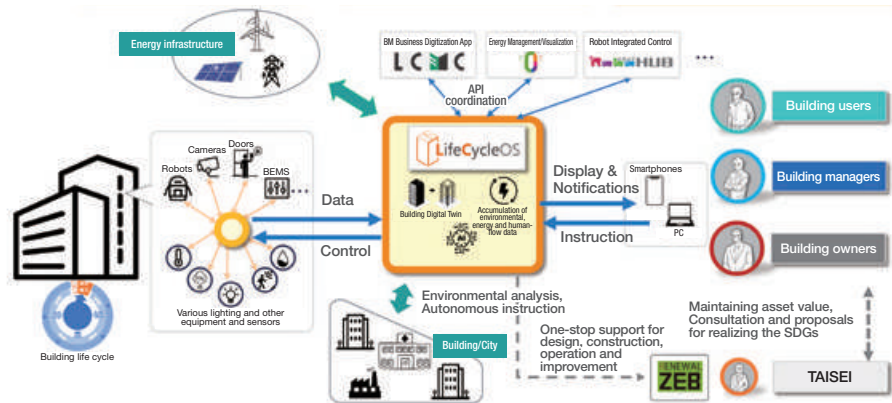 Energy infrastructure
BM Business Digitization App
LCMC
Energy Management/Visualization
Robot Integrated Control
HUB
...
API
coordination
Building users
Building managers
Building owners
LifeCycleOS
Building Digital Twin
Accumulation of
environmental,
energy and human-
flow data
AI
Cameras
Doors
Robots
BEMS
...
Various lighting and other
equipment and sensors
Building life cycle
Data
Control
Display &
Notifications
Instruction
Smartphones
PC
Environmental analysis,
Autonomous instruction
Building/City
One-stop support for
design, construction,
operation and
improvement
Maintaining asset value,
Consultation and proposals
for realizing the SDGs
RENEWAL
ZEB
TAISEI